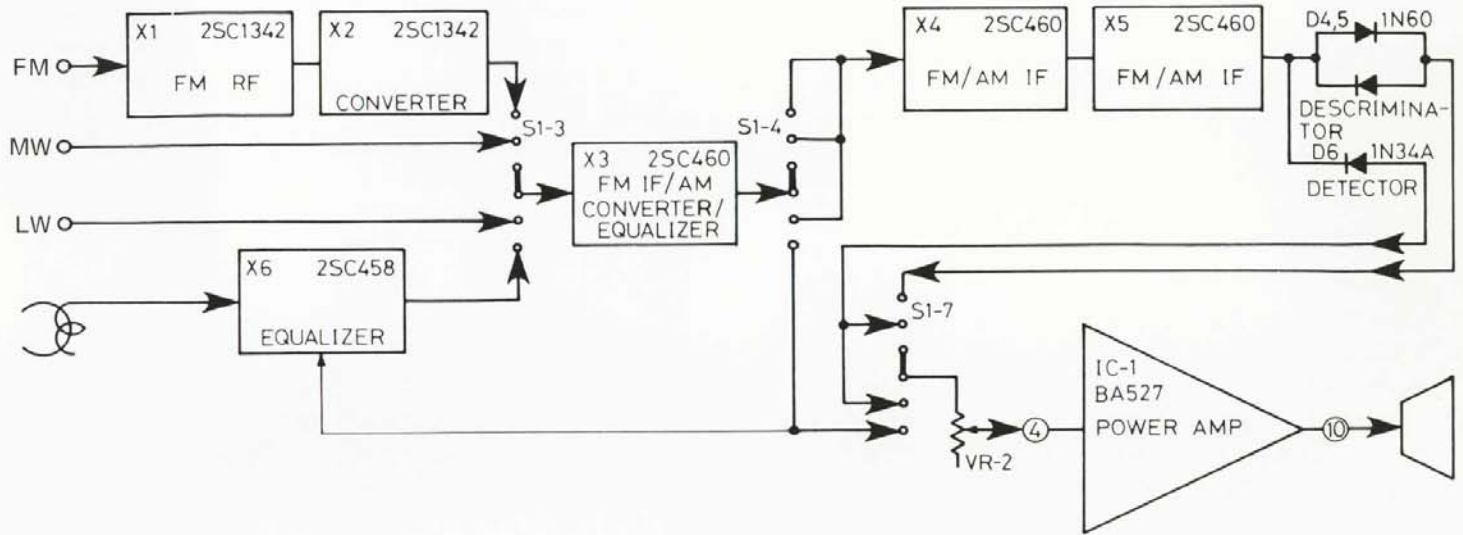 FM
X1 2SC1342
FM RF
X2 2SC1342
CONVERTER
S1-3
MW
LW
X3 2SC460
FM IF/AM
CONVERTER/
EQUALIZER
S1-4
X4 2SC460
FM/AM IF
X5 2SC460
FM/AM IF
D4,5 1N60
DESCRIMINA-
TOR
D6 1N34A
DETECTOR
X6 2SC458
EQUALIZER
S1-7
VR-2
4
IC-1
BA527
POWER AMP
10